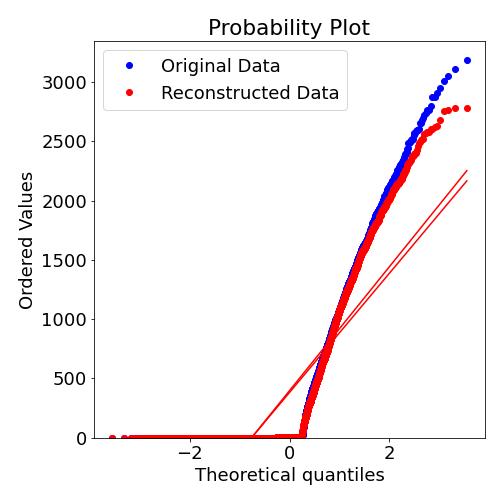 Probability Plot
Original Data
Reconstructed Data
3000
2500
2000
1500
1000
500
0
Ordered Values
−2 0 2
Theoretical quantiles